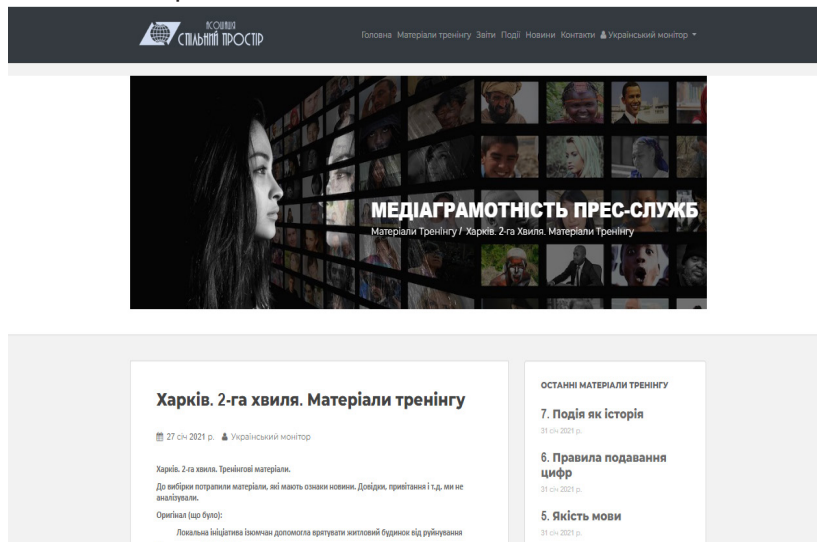 АСОЦІАЦІЯ
СПІЛЬНИЙ ПРОСТІР
Головна Матеріали тренінгу Звіти Події Новини Контакти Український монітор
МЕДІАГРАМОТНІСТЬ ПРЕС-СЛУЖБ
Матеріали Тренінгу / Харків. 2-га Хвиля. Матеріали Тренінгу
Харків. 2-га хвиля. Матеріали тренінгу
27 січ 2021 р. Український монітор
Харків. 2-га хвиля. Тренінгові матеріали.
До вибірки потрапили матеріали, які мають ознаки новини. Довідки, привітання і т.д. ми не
аналізували.
Оригінал (що було):
Локальна ініціатива ізюмчан допомогла врятувати житловий будинок від руйнування
ОСТАННІ МАТЕРІАЛИ ТРЕНІНГУ
7. Подія як історія
31 січ 2021 р.
6. Правила подавання
цифр
31 січ 2021 р.
5. Якість мови
31 січ 2021 р.